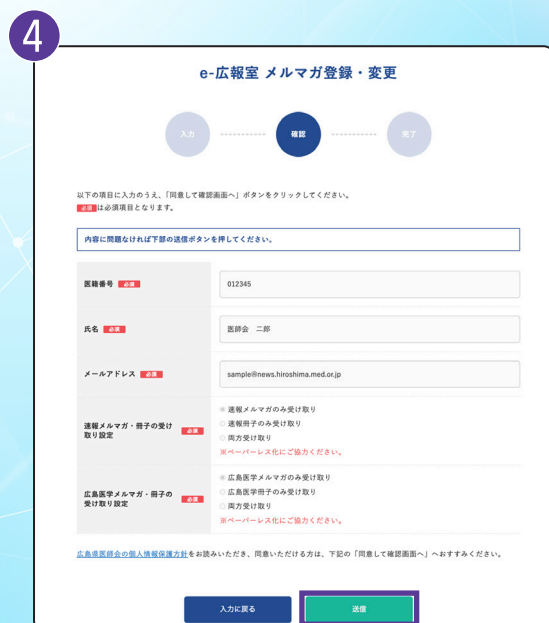 4
e-広報室 メルマガ登録・変更
入力
確認
完了
以下の項目に入力のうえ、「同意して確認画面へ」ボタンをクリックしてください。
必須 は必須項目となります。
内容に問題なければ下部の送信ボタンを押してください。
医籍番号 必須
012345
氏名 必須
医師会　二郎
メールアドレス 必須
sample@news.hiroshima.med.or.jp
速報メルマガ・冊子の受け
取り設定
必須
速報メルマガのみ受け取り
速報冊子のみ受け取り
両方受け取り
※ペーパーレス化にご協力ください。
広島医学メルマガ・冊子の
受け取り設定
必須
広島医学メルマガのみ受け取り
広島医学冊子のみ受け取り
両方受け取り
※ペーパーレス化にご協力ください。
広島県医師会の個人情報保護方針をお読みいただき、同意いただける方は、下記の「同意して確認画面へ」へおすすみください。
入力に戻る
送信